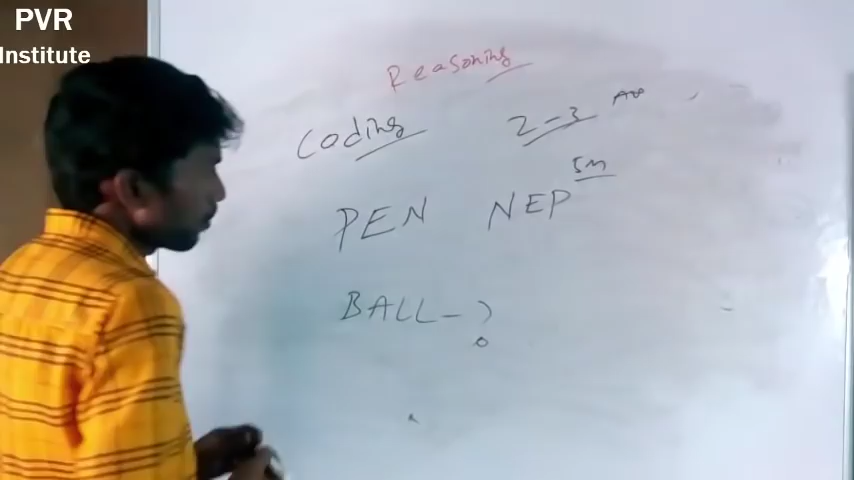 PVR
Institute
Reasoning
Coding 2-3
5M
PEN NEP
BALL - ?